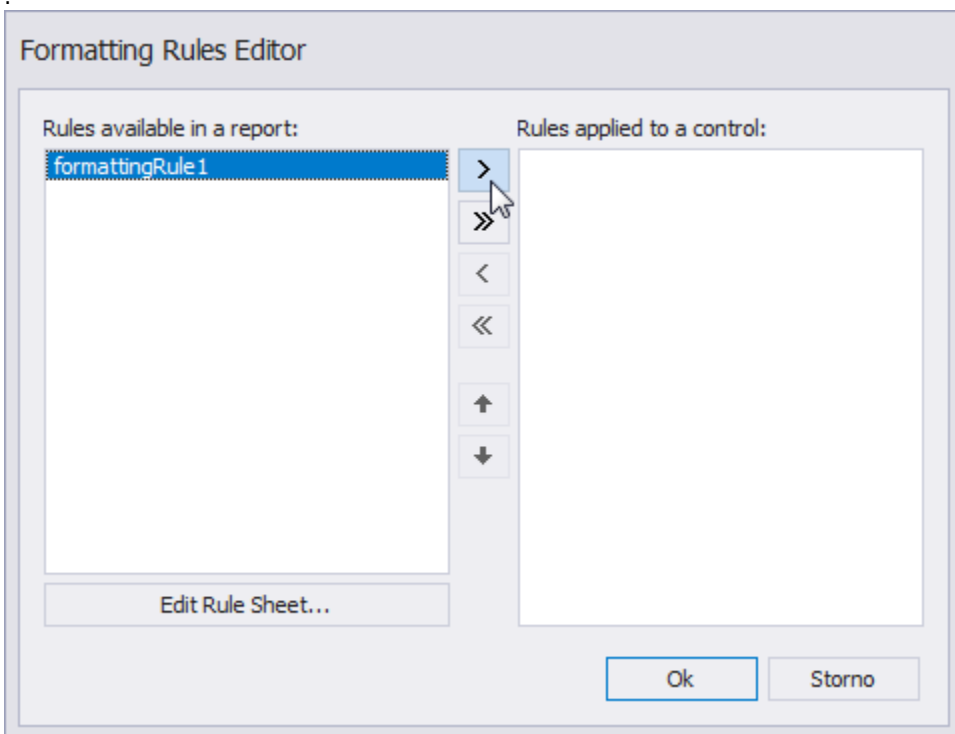 .
Formatting Rules Editor
Rules available in a report:
Rules applied to a control:
formattingRule1
Edit Rule Sheet...
Ok
Storno